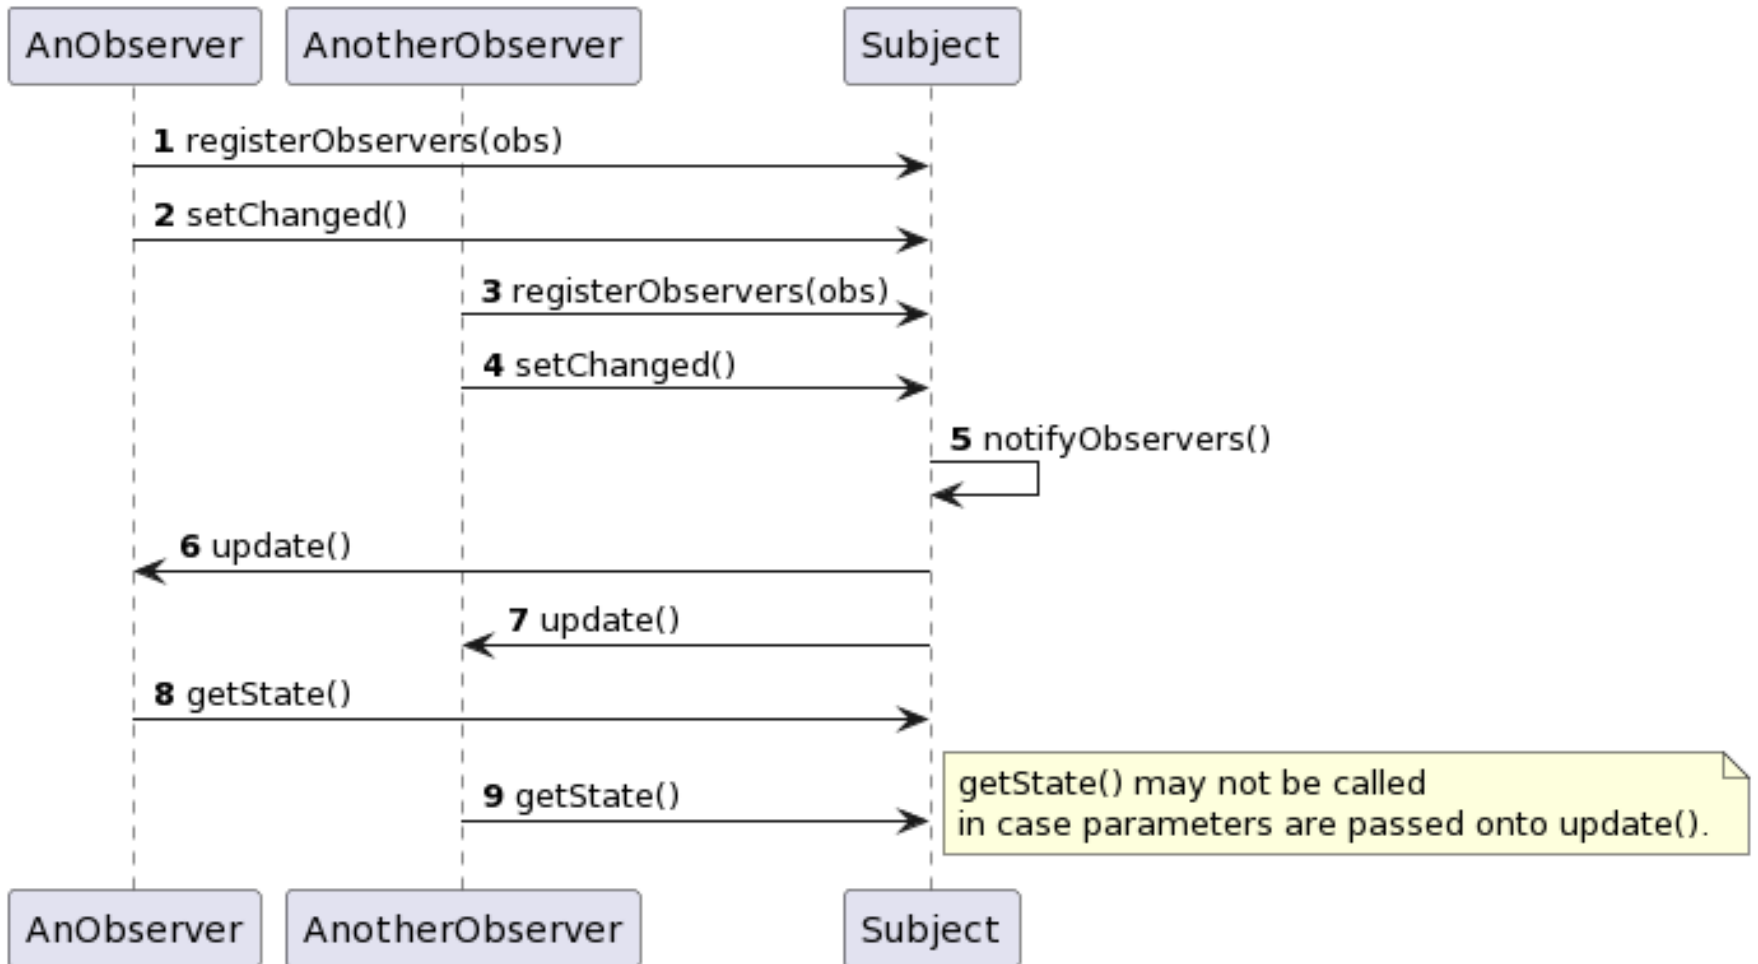 AnObserver AnotherObserver Subject
1 registerObservers(obs)
2 setChanged()
3 registerObservers(obs)
4 setChanged()
5 notifyObservers()
6 update()
7 update()
8 getState()
getState() may not be called
9 getState()
in case parameters are passed onto update().
AnObserver AnotherObserver Subject